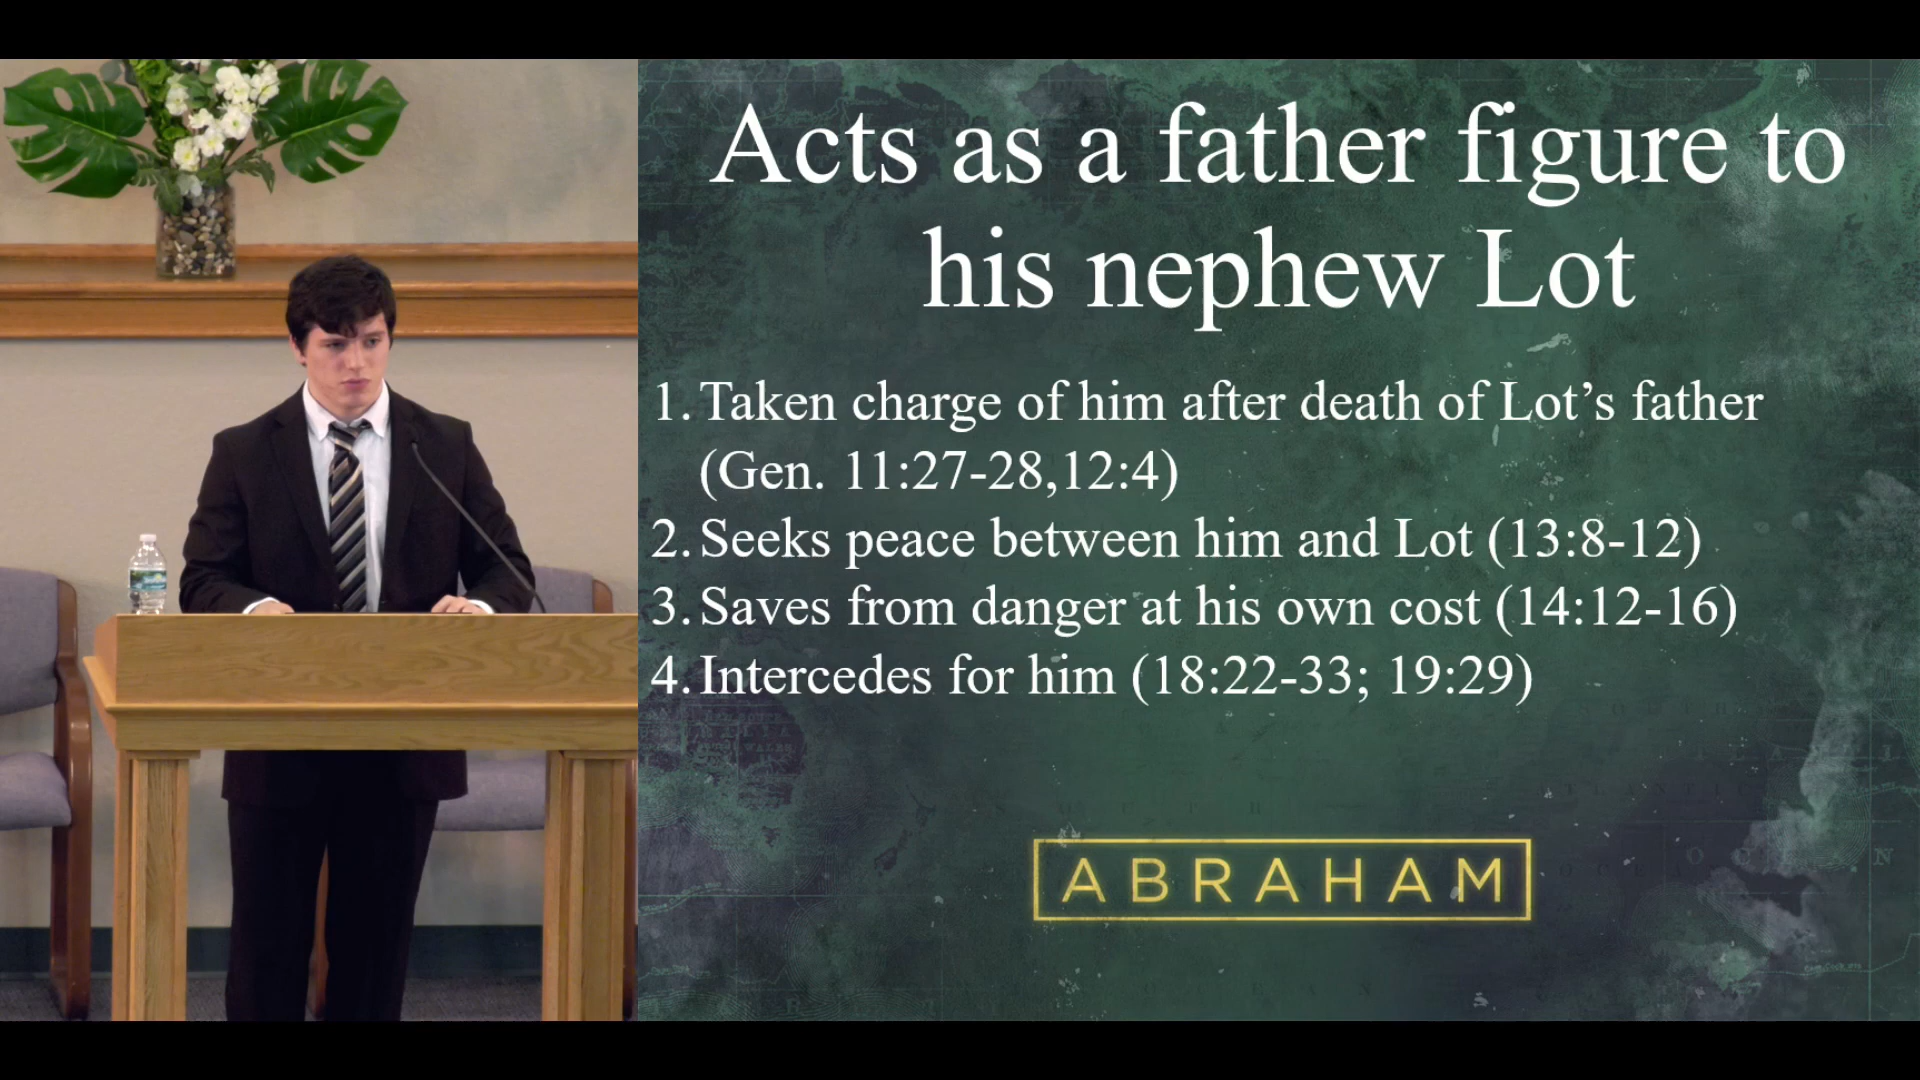 Acts as a father figure to
his nephew Lot
1. Taken charge of him after death of Lot’s father
(Gen. 11:27-28,12:4)
2. Seeks peace between him and Lot (13:8-12)
3. Saves from danger at his own cost (14:12-16)
4. Intercedes for him (18:22-33; 19:29)
ABRAHAM